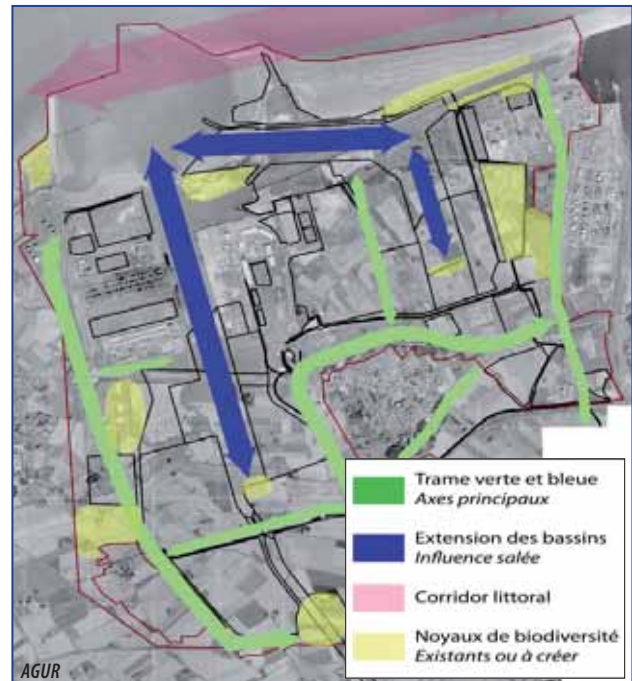 Trame verte et bleue
Axes principaux
Extension des bassins
Influence salée
Corridor littoral
Noyaux de biodiversité
Existants ou à créer
AGUR